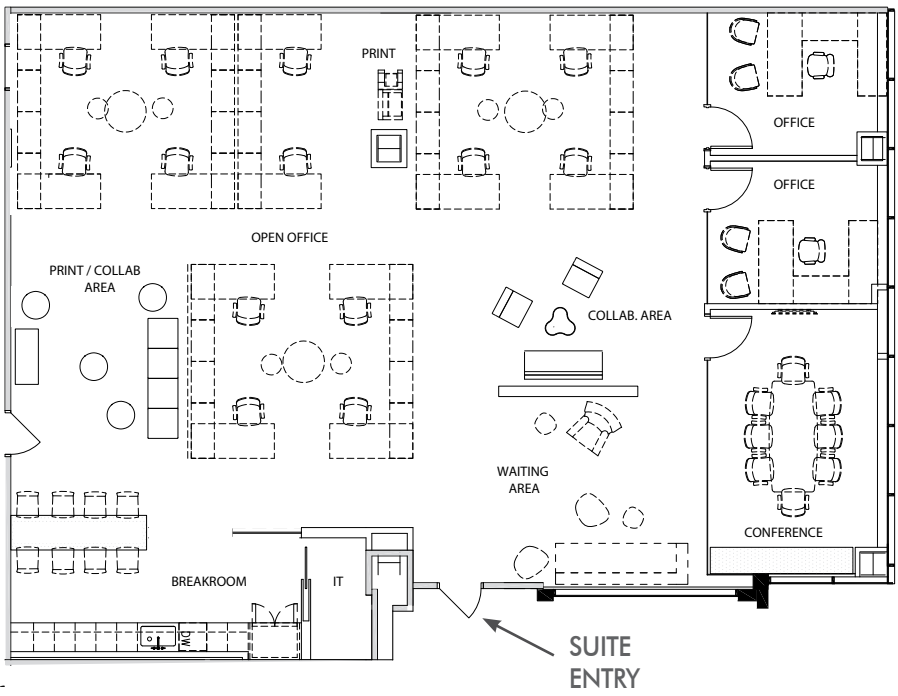 PRINT
OFFICE
OFFICE
OPEN OFFICE
PRINT / COLLAB
AREA
COLLAB. AREA
WAITING
AREA
CONFERENCE
BREAKROOM
IT
DW
SUITE
ENTRY